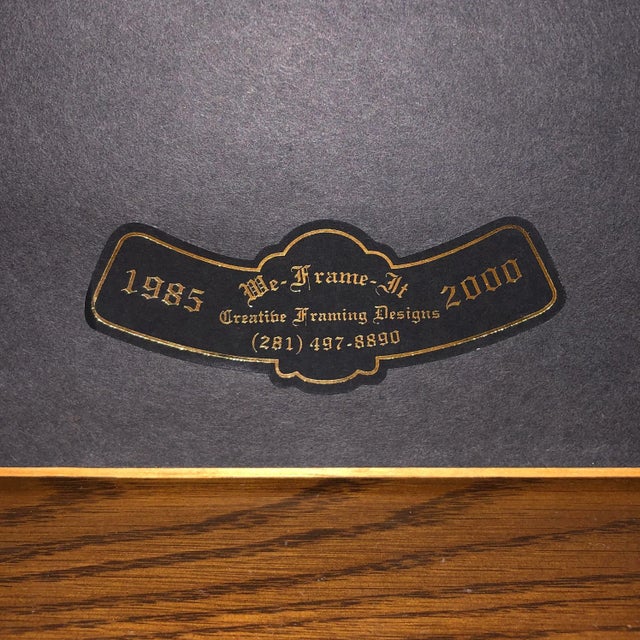 1985
We-Frame-It
2000
Creative Framing Designs
(281) 497-8890